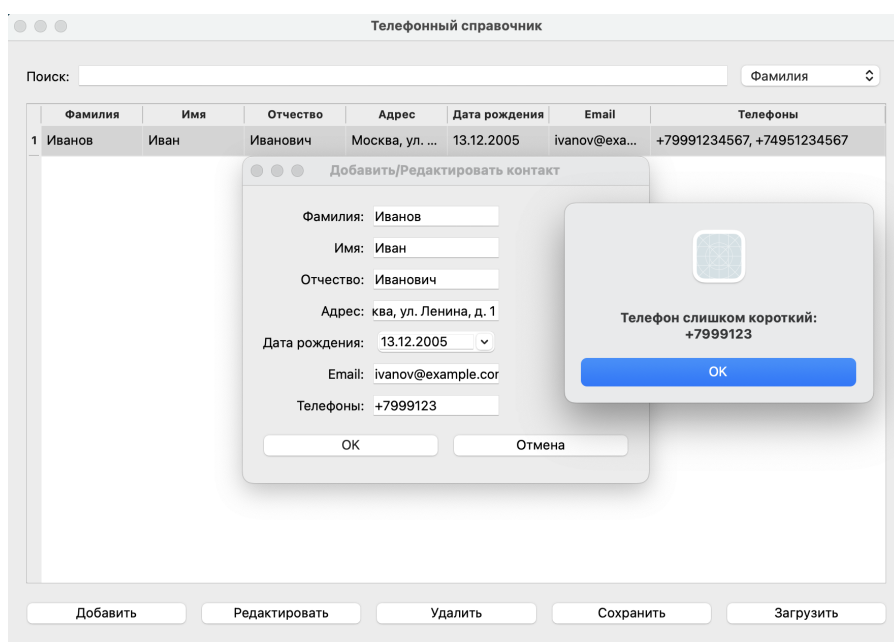 Телефонный справочник
Поиск:
Фамилия
Фамилия Имя Отчество Адрес Дата рождения Email Телефоны
1 Иванов Иван Иванович Москва, ул. ... 13.12.2005 ivanov@exa... +79991234567, +74951234567
Добавить/Редактировать контакт
Фамилия: Иванов
Имя: Иван
Отчество: Иванович
Адрес: ква, ул. Ленина, д. 1
Дата рождения: 13.12.2005
Email: ivanov@example.cor
Телефоны: +7999123
OK Отмена
Телефон слишком короткий:
+7999123
OK
Добавить Редактировать Удалить Сохранить Загрузить